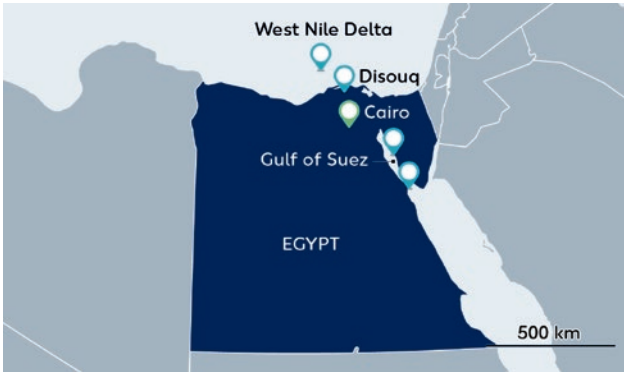 West Nile Delta
Disouq
Cairo
Gulf of Suez
EGYPT
500 km